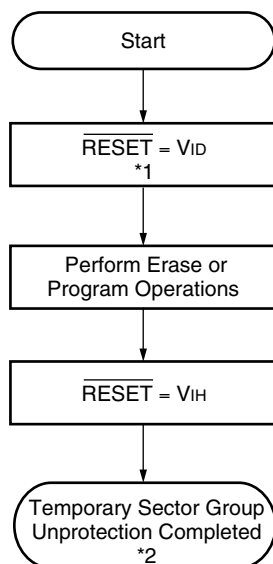 Start
RESET = VID
*1
Perform Erase or
Program Operations
RESET = VIH
Temporary Sector Group
Unprotection Completed
*2